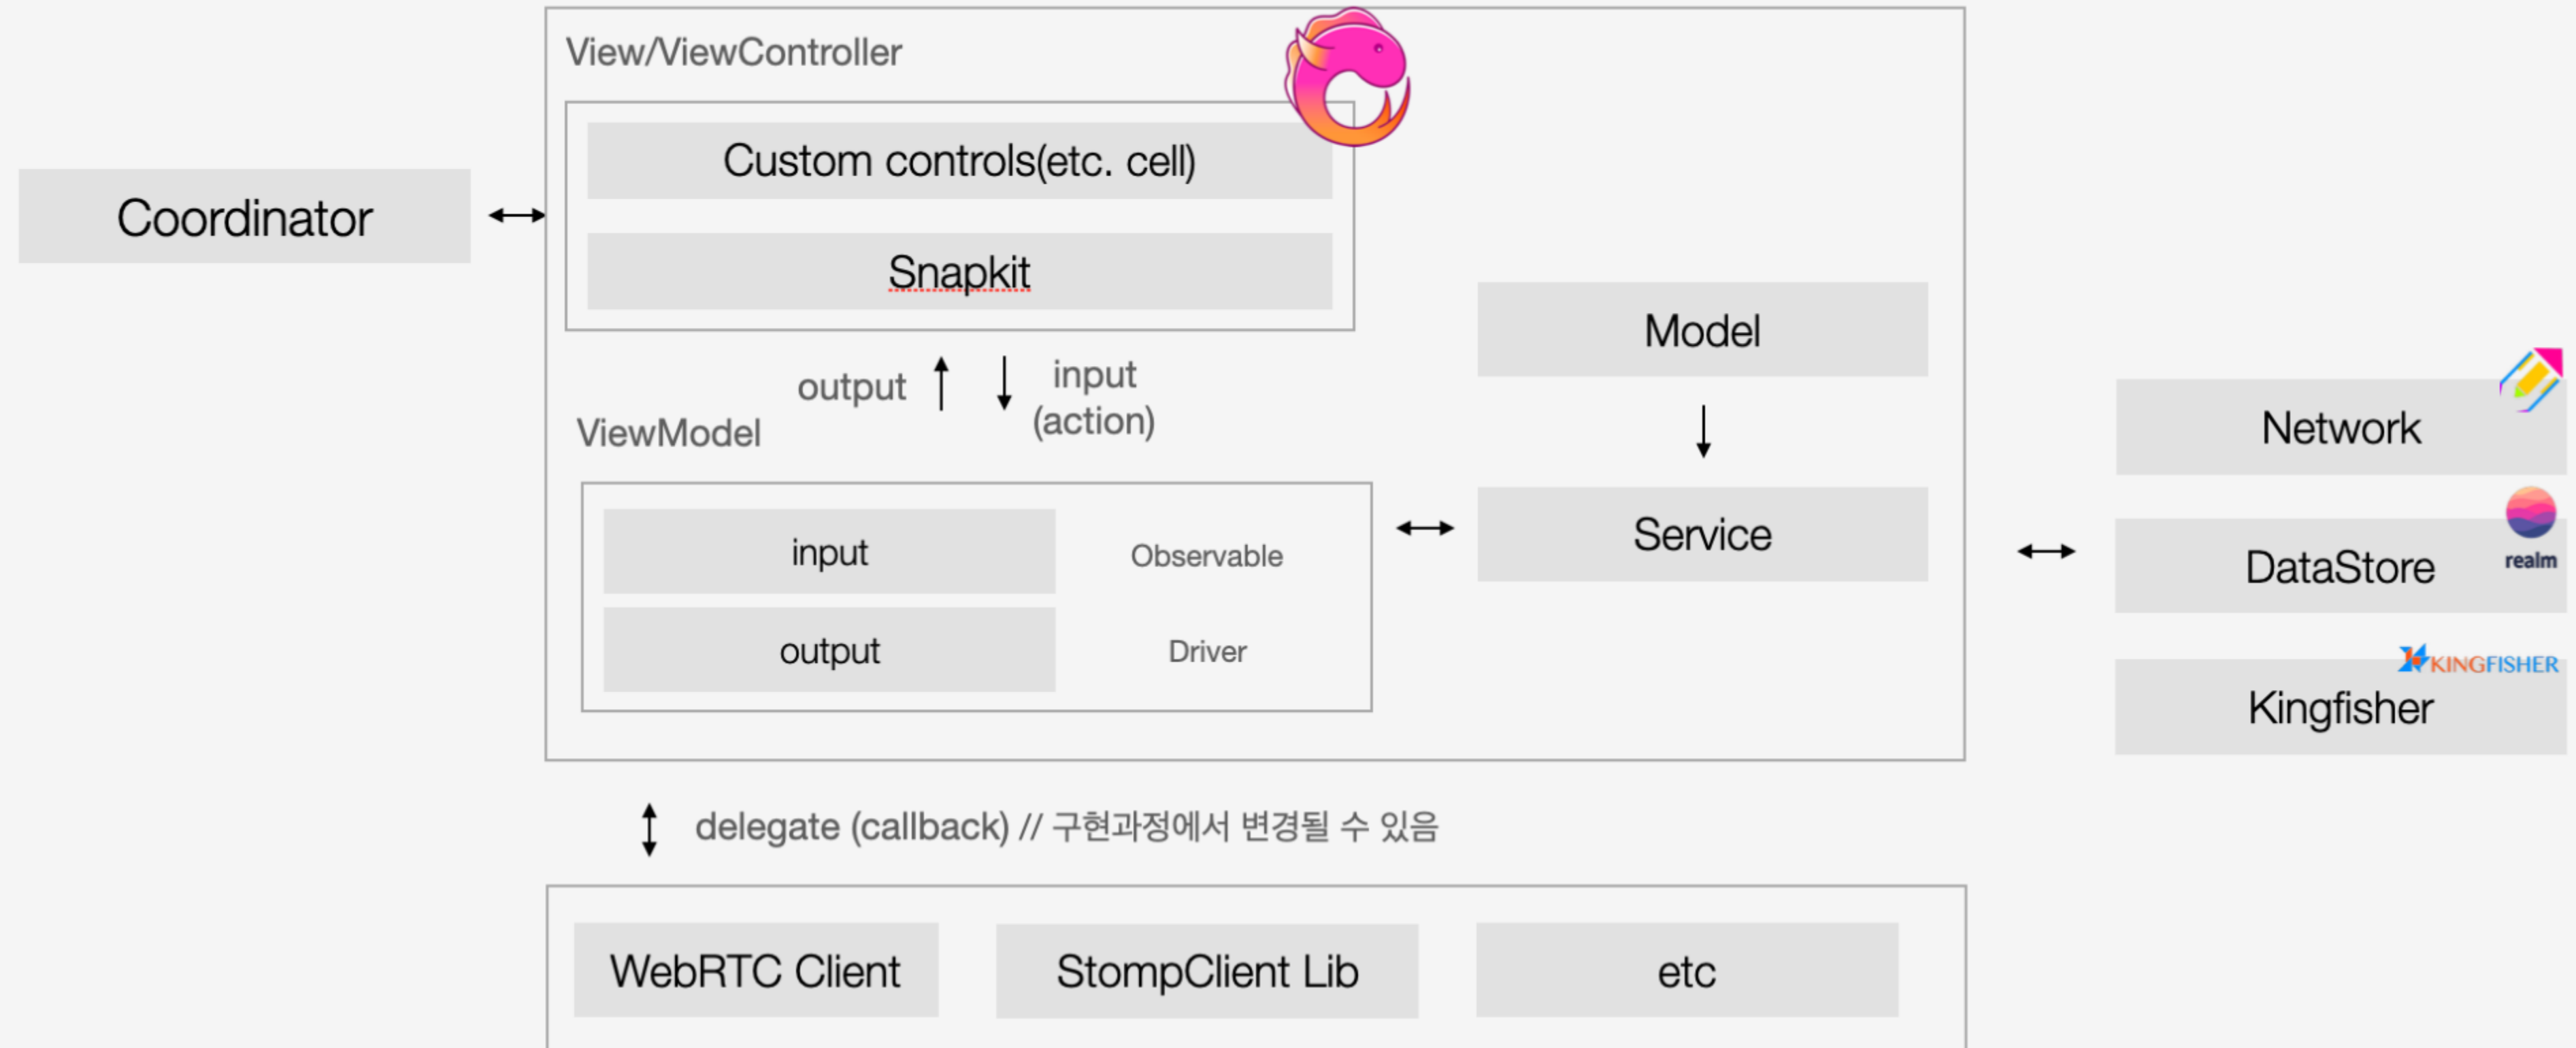 View/ViewController
Custom controls(etc. cell)
Coordinator
Snapkit
Model
output
input
(action)
ViewModel
Network
input
Observable
Service
realm
DataStore
output
Driver
KINGFISHER
Kingfisher
delegate (callback) // 구현과정에서 변경될 수 있음
WebRTC Client
StompClient Lib
etc